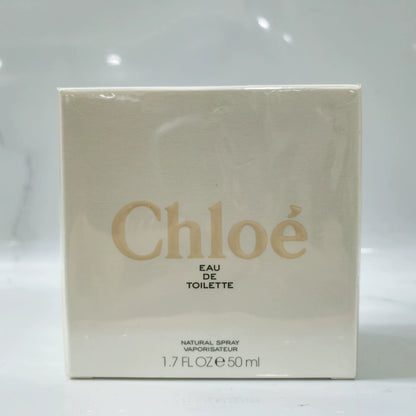 Chloé
EAU
DE
TOILETTE
NATURAL SPRAY
VAPORISATEUR
1.7 FL OZ ℮ 50 ml